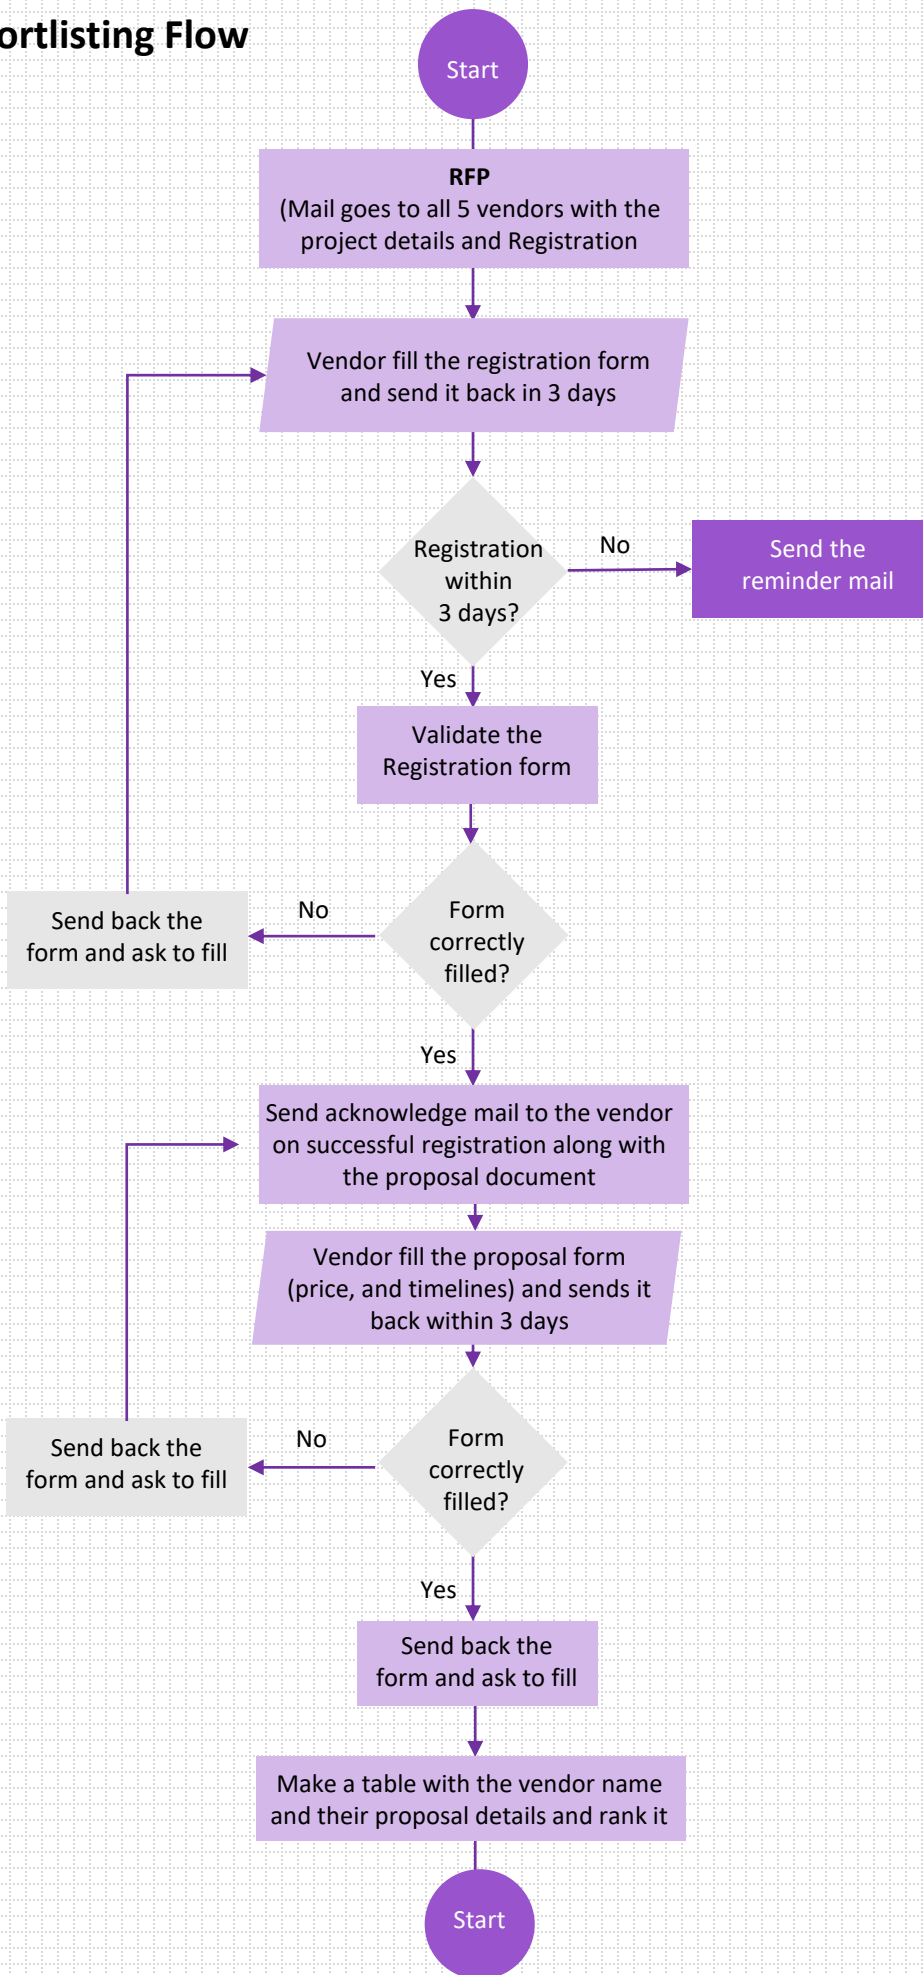 ortlisting Flow
Start
RFP
(Mail goes to all 5 vendors with the
project details and Registration
Vendor fill the registration form
and send it back in 3 days
Registration
within
3 days?
No
Send the
reminder mail
Yes
Validate the
Registration form
Form
correctly
filled?
No
Send back the
form and ask to fill
Yes
Send acknowledge mail to the vendor
on successful registration along with
the proposal document
Vendor fill the proposal form
(price, and timelines) and sends it
back within 3 days
Form
correctly
filled?
No
Send back the
form and ask to fill
Yes
Send back the
form and ask to fill
Make a table with the vendor name
and their proposal details and rank it
Start